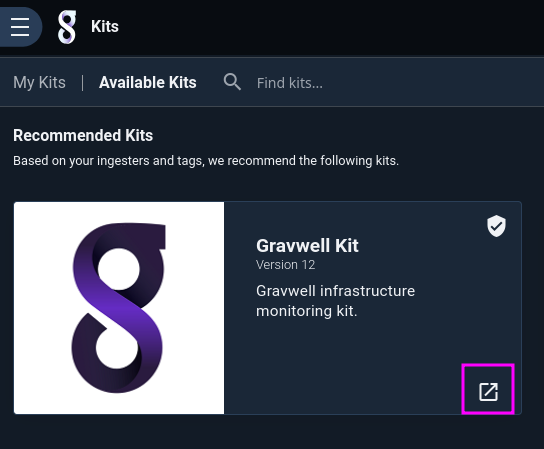 Kits
My Kits | Available Kits Find kits...
Recommended Kits
Based on your ingesters and tags, we recommend the following kits.
Gravwell Kit
Version 12
Gravwell infrastructure
monitoring kit.